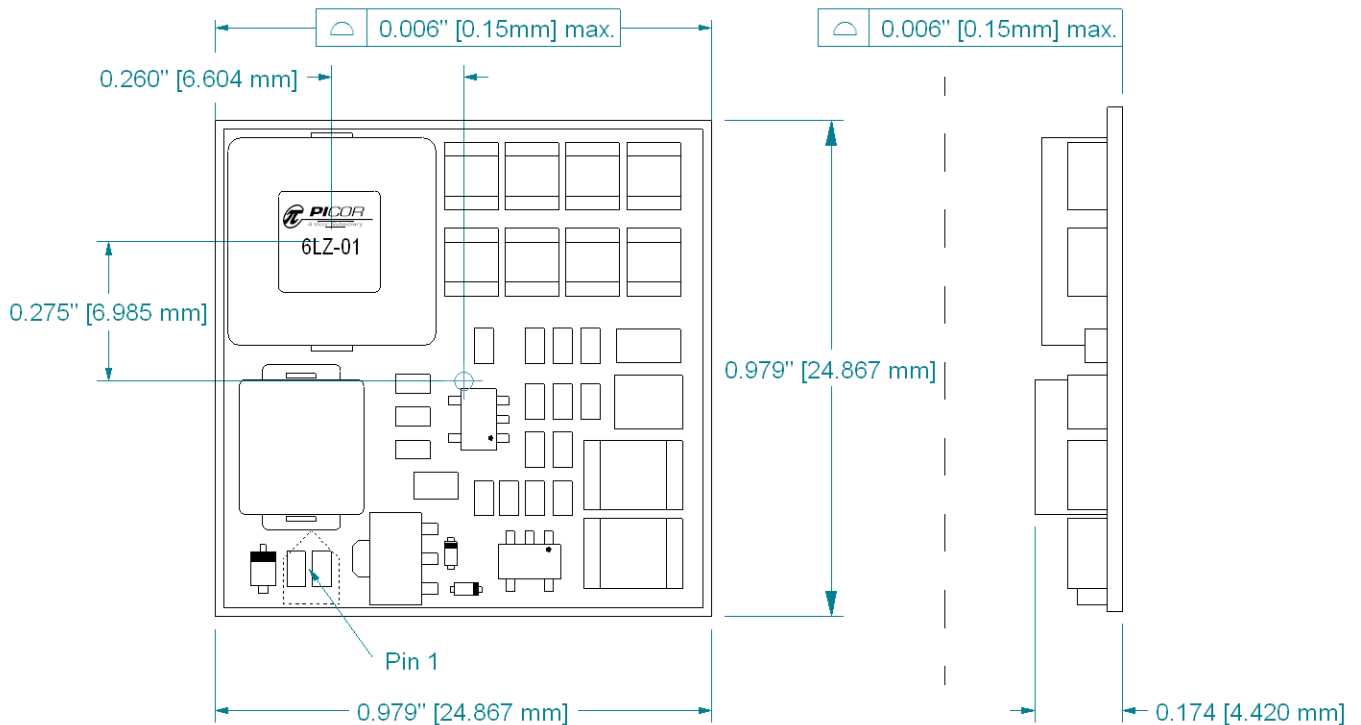 0.006" [0.15mm] max.
0.006" [0.15mm] max.
0.260" [6.604 mm]
PICOR
6LZ-01
0.275" [6.985 mm]
0.979" [24.867 mm]
Pin 1
0.979" [24.867 mm]
0.174 [4.420 mm]